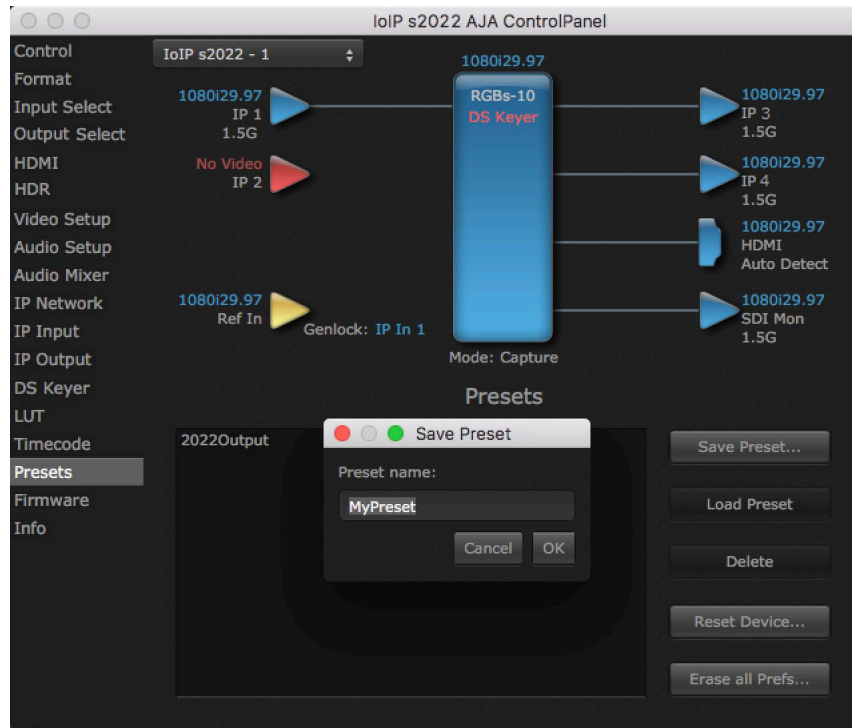 IoIP s2022 AJA ControlPanel
Control
Format
Input Select
Output Select
HDMI
HDR
Video Setup
Audio Setup
Audio Mixer
IP Network
IP Input
IP Output
DS Keyer
LUT
Timecode
Presets
Firmware
Info
IoIP s2022 - 1
1080i29.97
1080i29.97
IP 1
1.5G
No Video
IP 2
1080i29.97
Ref In
Genlock: IP In 1
RGBs-10
DS Keyer
Mode: Capture
1080i29.97
IP 3
1.5G
1080i29.97
IP 4
1.5G
1080i29.97
HDMI
Auto Detect
1080i29.97
SDI Mon
1.5G
Presets
2022Output
Save Preset
Preset name:
MyPreset
Cancel OK
Save Preset...
Load Preset
Delete
Reset Device...
Erase all Prefs...